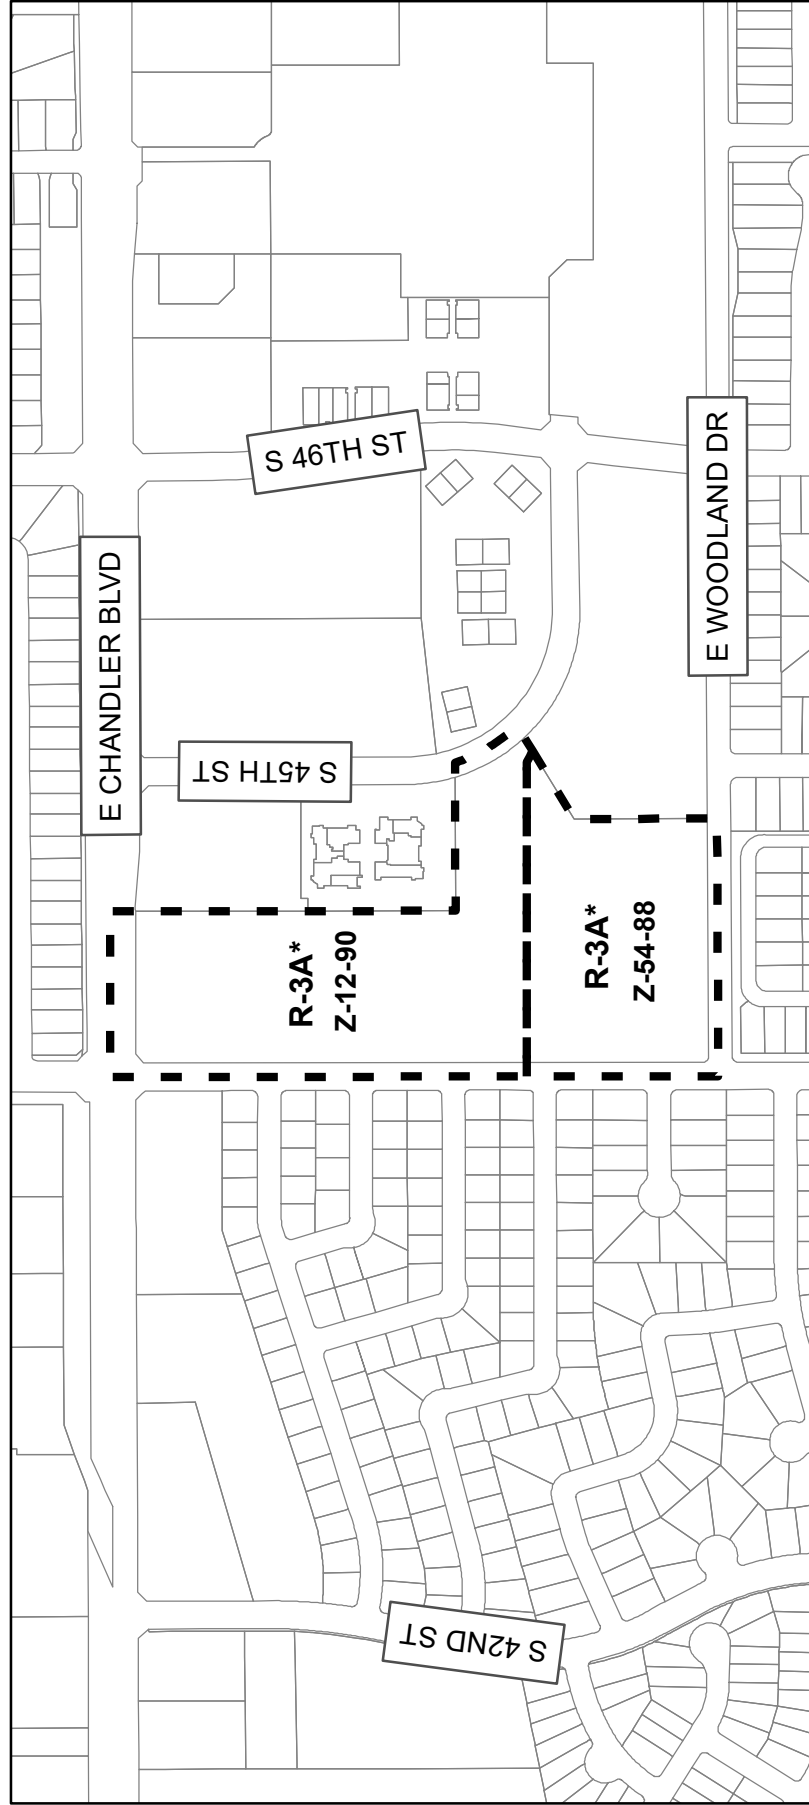 E CHANDLER BLVD
S 42ND ST
S 45TH ST
S 46TH ST
R-3A*
Z-12-90
R-3A*
Z-54-88
E WOODLAND DR